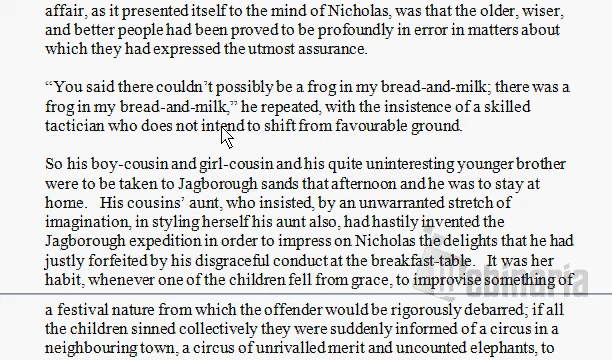 affair, as it presented itself to the mind of Nicholas, was that the older, wiser,
and better people had been proved to be profoundly in error in matters about
which they had expressed the utmost assurance.
“You said there couldn’t possibly be a frog in my bread-and-milk; there was a
frog in my bread-and-milk,” he repeated, with the insistence of a skilled
tactician who does not intend to shift from favourable ground.
So his boy-cousin and girl-cousin and his quite uninteresting younger brother
were to be taken to Jagborough sands that afternoon and he was to stay at
home.   His cousins’ aunt, who insisted, by an unwarranted stretch of
imagination, in styling herself his aunt also, had hastily invented the
Jagborough expedition in order to impress on Nicholas the delights that he had
justly forfeited by his disgraceful conduct at the breakfast-table.   It was her
habit, whenever one of the children fell from grace, to improvise something of
Webinaria
a festival nature from which the offender would be rigorously debarred; if all
the children sinned collectively they were suddenly informed of a circus in a
neighbouring town, a circus of unrivalled merit and uncounted elephants, to